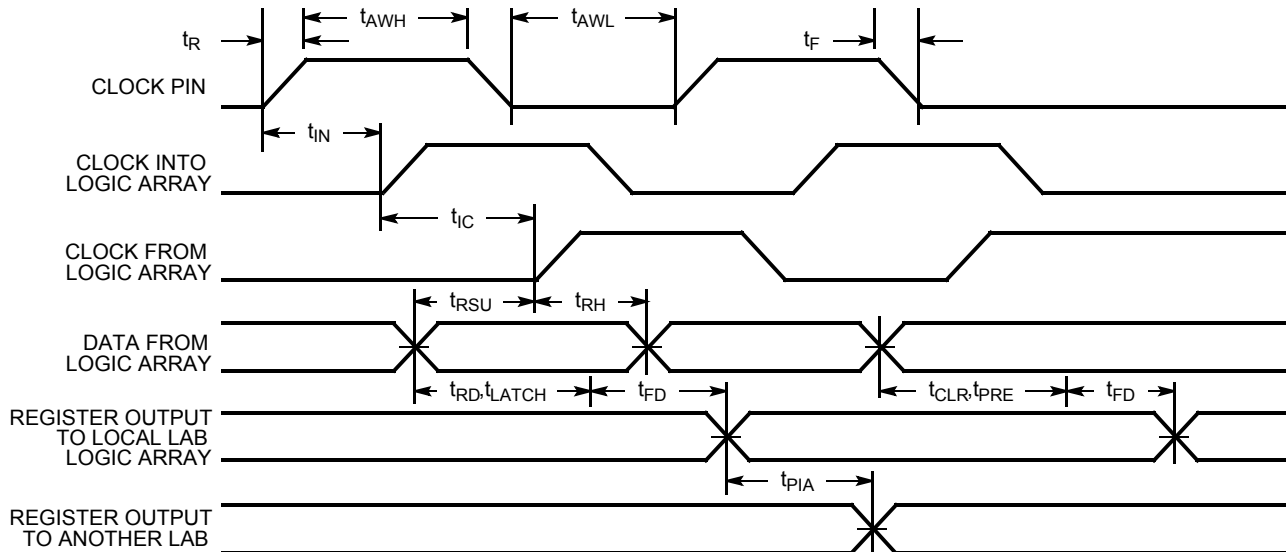 tAWH
tAWL
tR
tF
CLOCK PIN
tIN
CLOCK INTO
LOGIC ARRAY
tIC
CLOCK FROM
LOGIC ARRAY
tRSU
tRH
DATA FROM
LOGIC ARRAY
tRD,tLATCH
tFD
tCLR,tPRE
tFD
REGISTER OUTPUT
TO LOCAL LAB
LOGIC ARRAY
tPIA
REGISTER OUTPUT
TO ANOTHER LAB